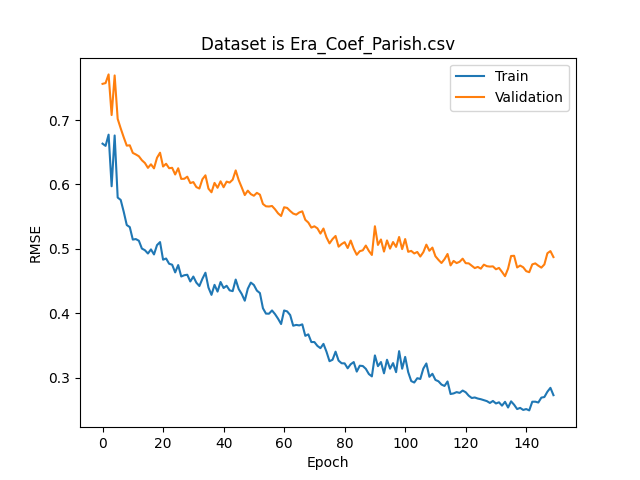 Dataset is Era_Coef_Parish.csv
Train
Validation
RMSE
0.7
0.6
0.5
0.4
0.3
0 20 40 60 80 100 120 140
Epoch